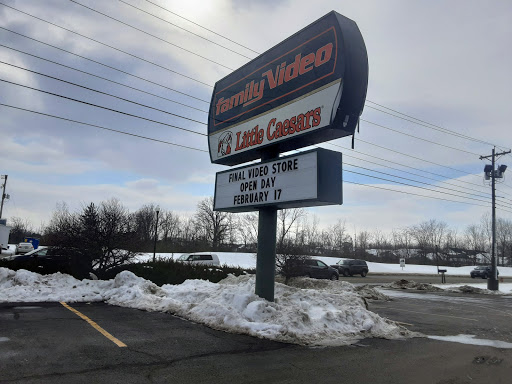 Family Video
Little Caesars
FINAL VIDEO STORE
OPEN DAY
FEBRUARY 17